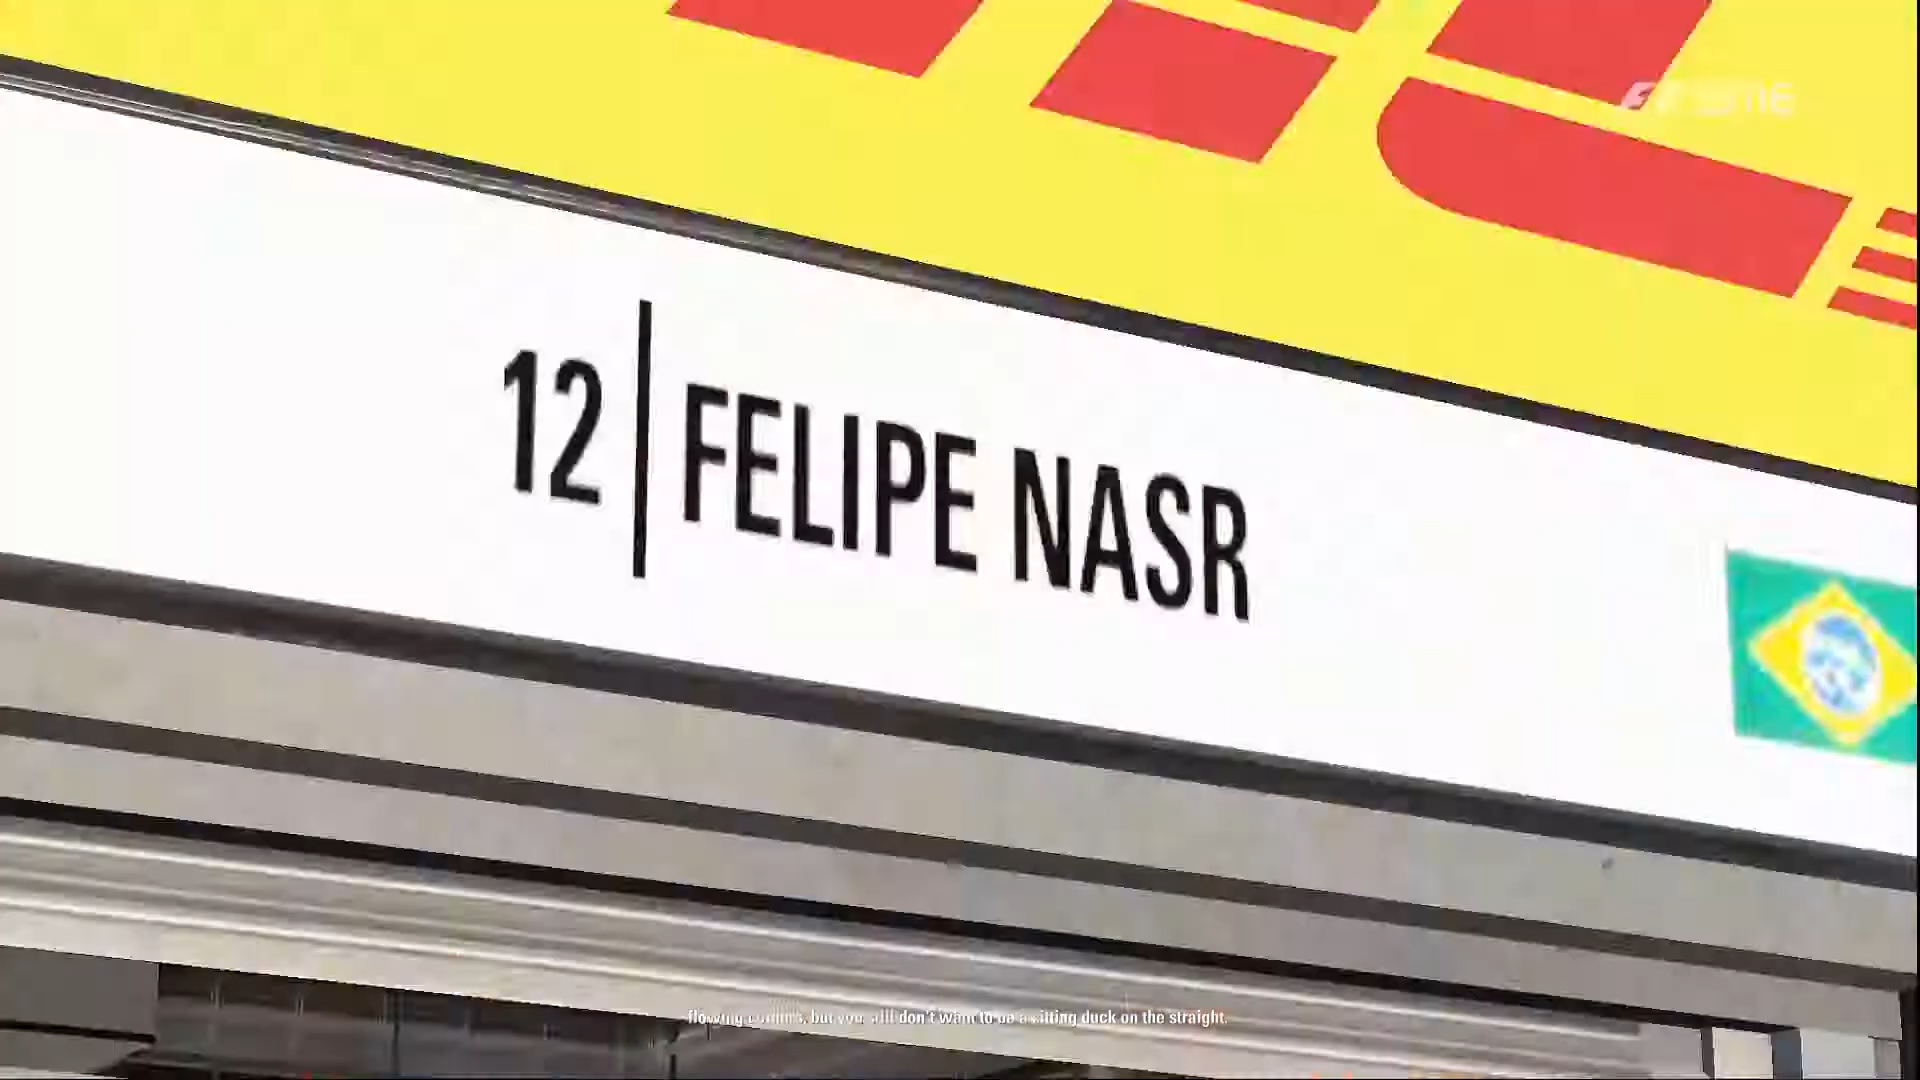 12 | FELIPE NASR
flowing corners, but you still don't want to be a sitting duck on the straight.